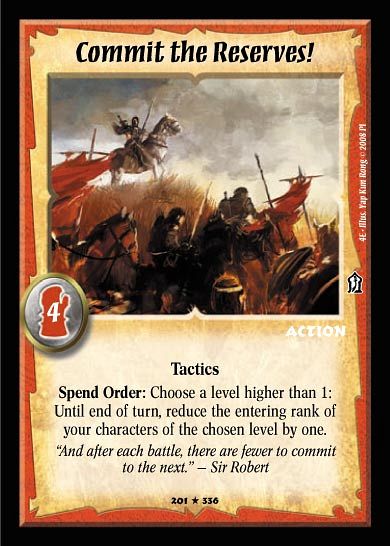 Commit the Reserves!
4E • Illus. Yap Kun Rong © 2008 PI
4
ACTION
Tactics
Spend Order: Choose a level higher than 1:
Until end of turn, reduce the entering rank of
your characters of the chosen level by one.
“And after each battle, there are fewer to commit
to the next.” – Sir Robert
201 ★ 336